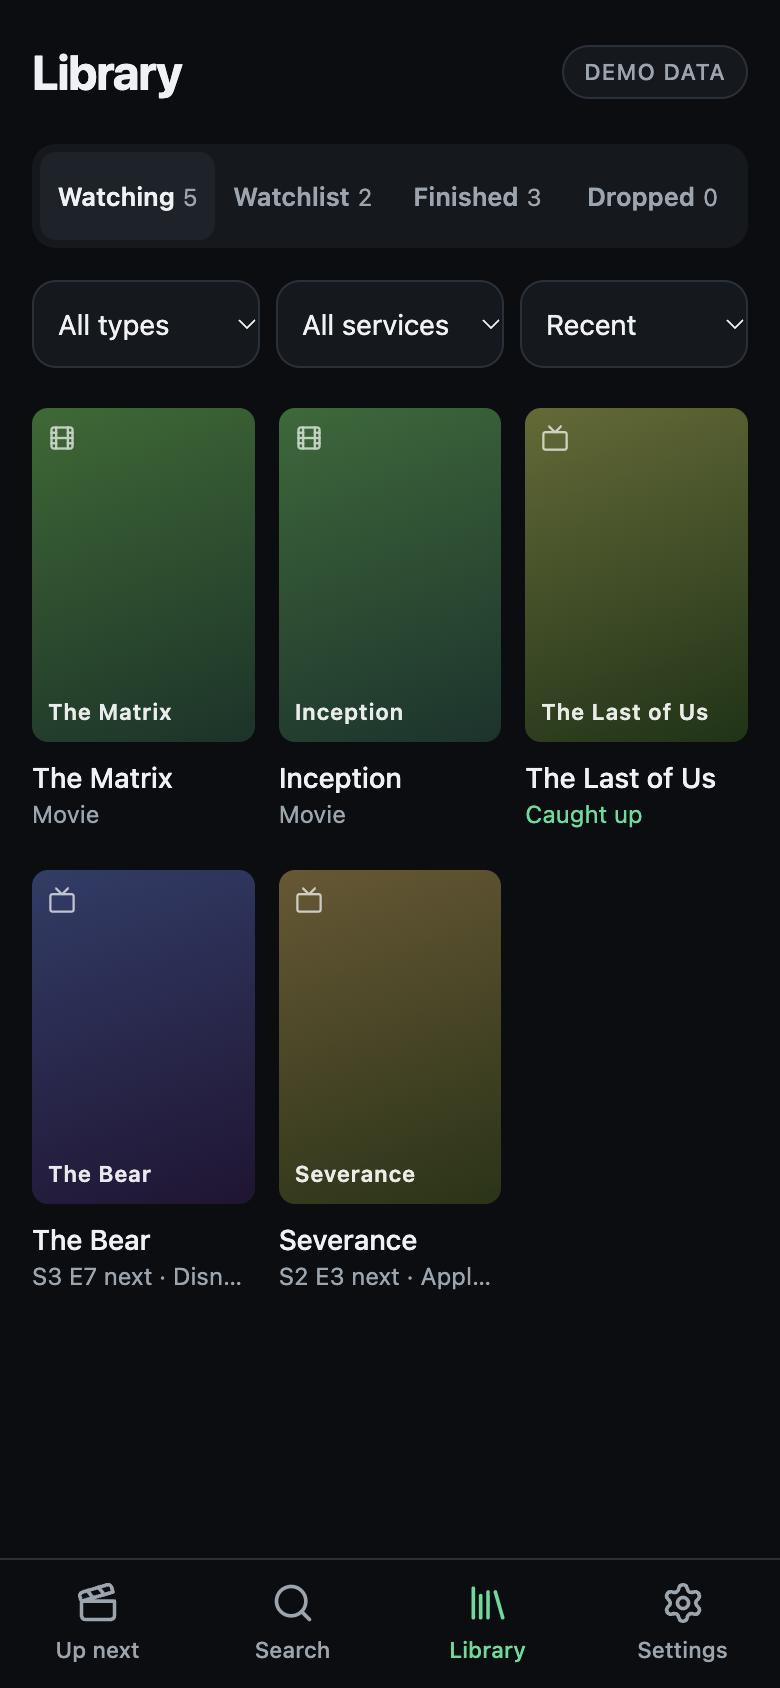 Library
DEMO DATA
Watching 5 Watchlist 2 Finished 3 Dropped 0
All types All services Recent
The Matrix Inception The Last of Us
The Matrix Inception The Last of Us
Movie Movie Caught up
The Bear Severance
The Bear Severance
S3 E7 next · Disn... S2 E3 next · Appl...
Up next Search Library Settings